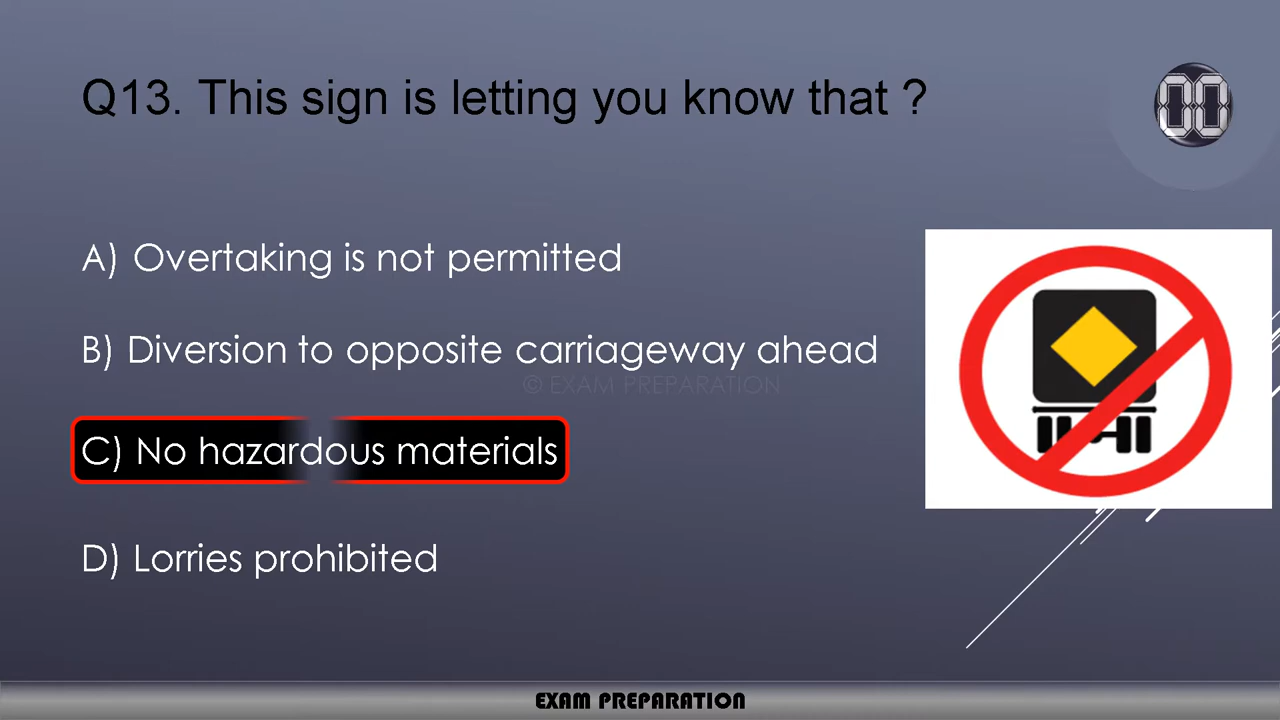 Q13. This sign is letting you know that ?
00
A) Overtaking is not permitted
B) Diversion to opposite carriageway ahead
© EXAM PREPARATION
C) No hazardous materials
D) Lorries prohibited
EXAM PREPARATION